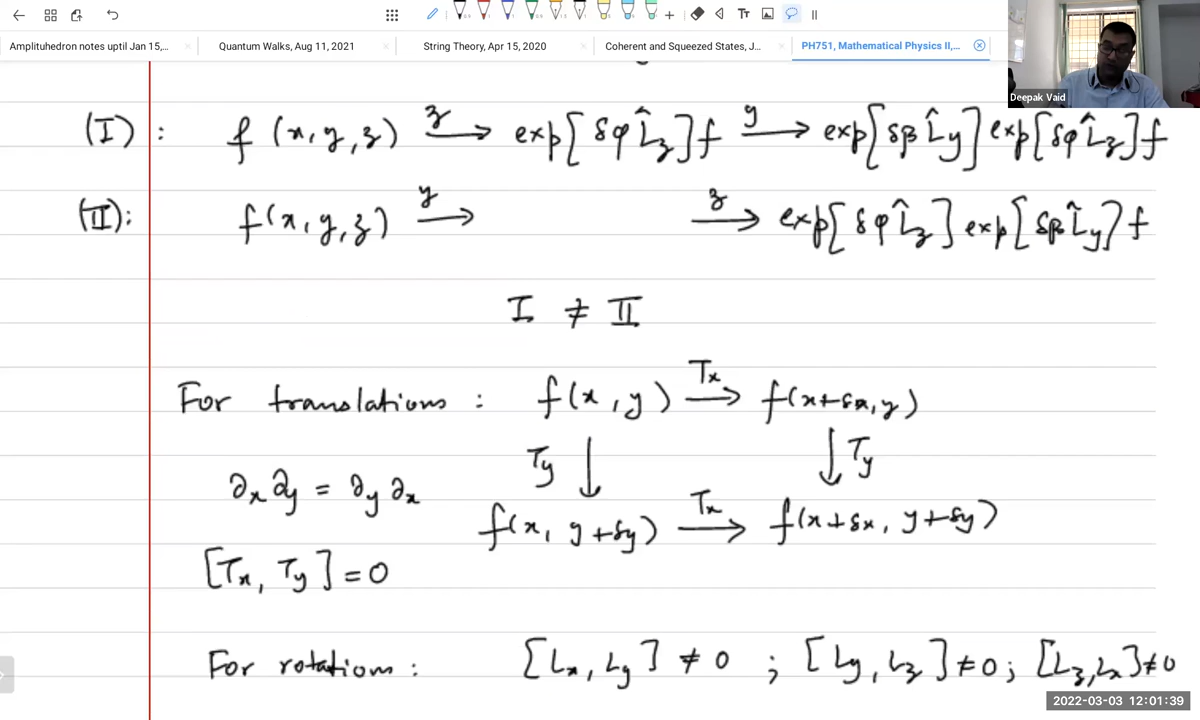 Amplituhedron notes uptil Jan 15,... Quantum Walks, Aug 11, 2021 String Theory, Apr 15, 2020 Coherent and Squeezed States, J... PH751, Mathematical Physics II,...
Deepak Vaid
(I) : f(x,y,z) —z→ exp[δφ L̂z]f —y→ exp[δβ L̂y] exp[δφ L̂z]f
(II): f(x,y,z) —y→ —z→ exp[δφ L̂z] exp[δβ L̂y] f
I ≠ II
For translations : f(x,y) —Tx→ f(x+δx,y)
Ty ↓ ↓ Ty
∂x ∂y = ∂y ∂x
f(x, y+δy) —Tx→ f(x+δx, y+δy)
[Tx, Ty] = 0
For rotations : [Lx, Ly] ≠ 0 ; [Ly, Lz] ≠ 0 ; [Lz, Lx] ≠ 0
2022-03-03 12:01:39